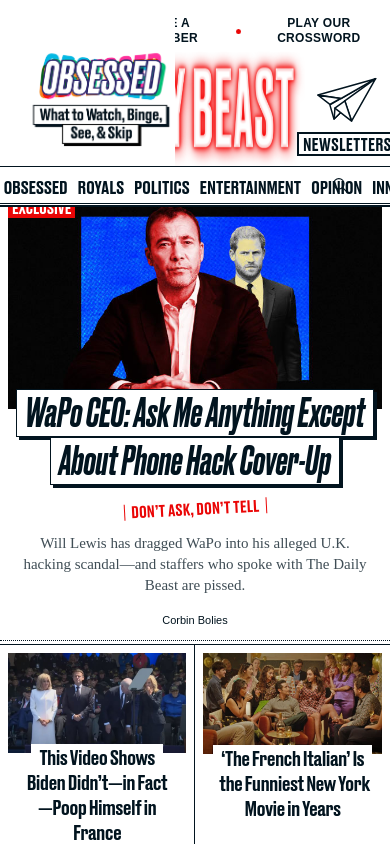 E A
BER
PLAY OUR
CROSSWORD
OBSESSED
What to Watch, Binge,
See, & Skip
Y BEAST
NEWSLETTERS
OBSESSED ROYALS POLITICS ENTERTAINMENT OPINION INN
EXCLUSIVE
WaPo CEO: Ask Me Anything Except
About Phone Hack Cover-Up
DON’T ASK, DON’T TELL
Will Lewis has dragged WaPo into his alleged U.K.
hacking scandal—and staffers who spoke with The Daily
Beast are pissed.
Corbin Bolies
This Video Shows
Biden Didn’t—in Fact
—Poop Himself in
France
‘The French Italian’ Is
the Funniest New York
Movie in Years